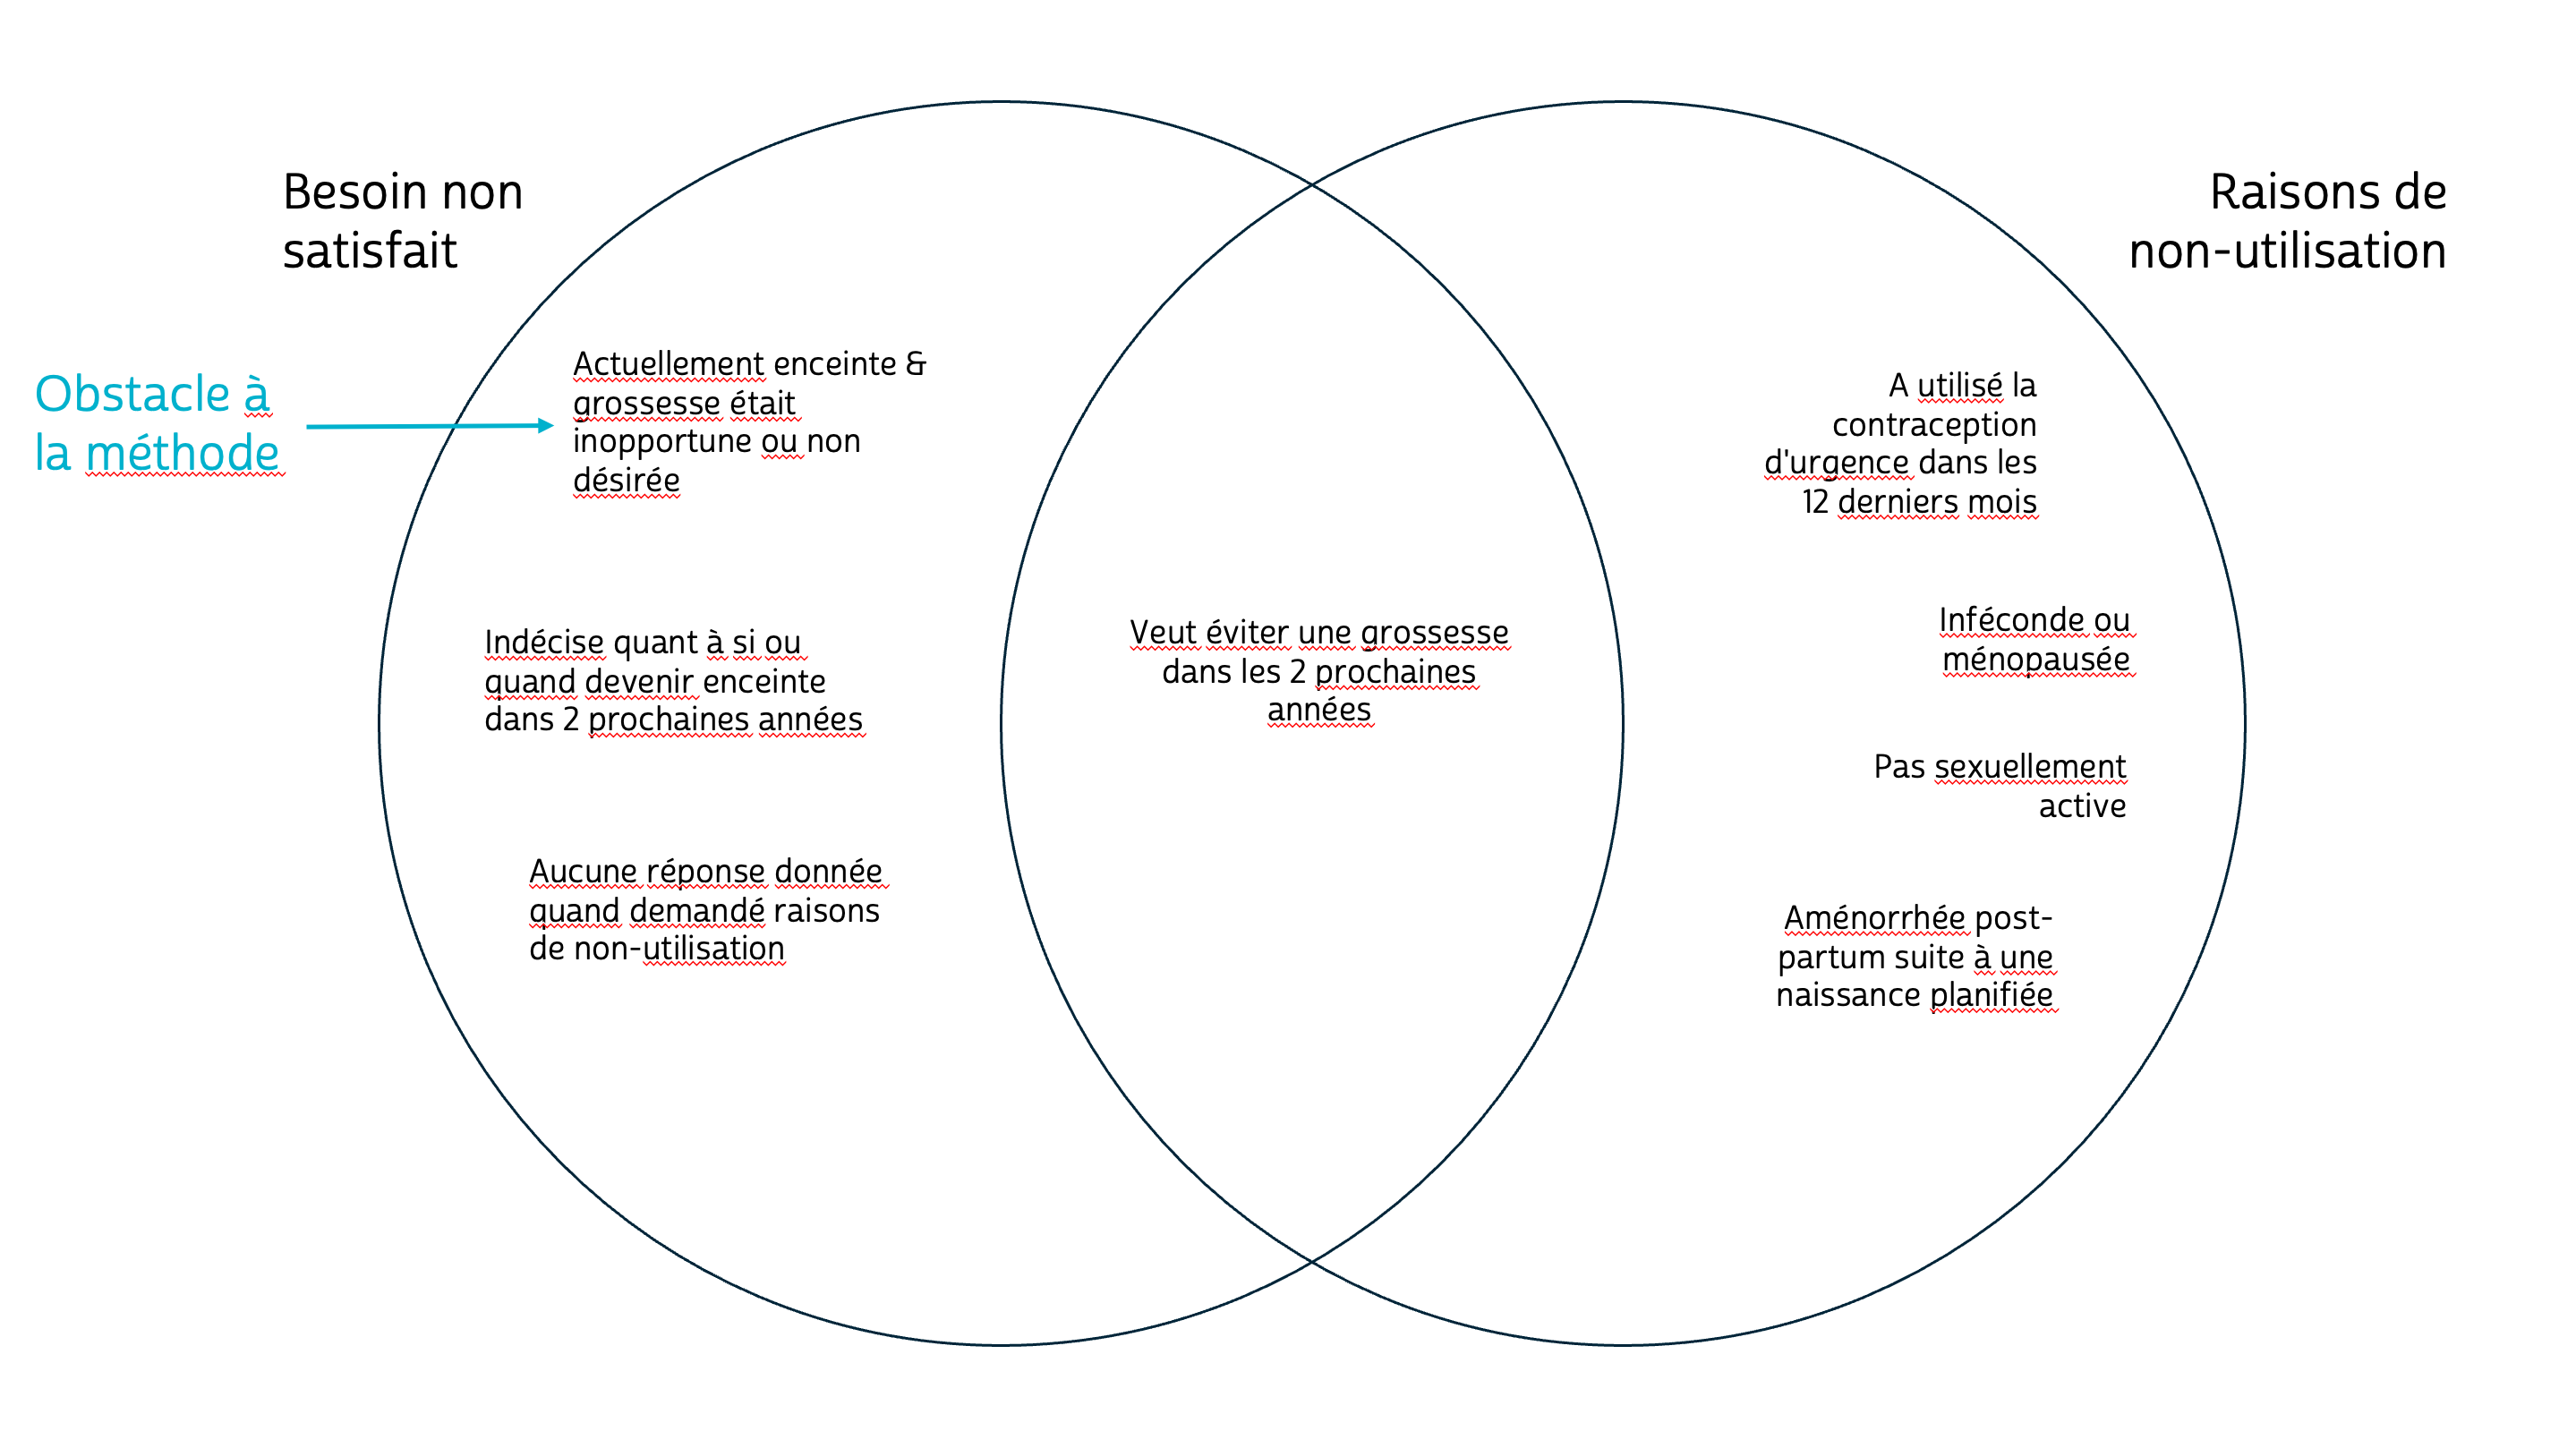 Besoin non
satisfait
Raisons de
non-utilisation
Obstacle à
la méthode
Actuellement enceinte &
grossesse était
inopportune ou non
désirée
Indécise quant à si ou
quand devenir enceinte
dans 2 prochaines années
Aucune réponse donnée
quand demandé raisons
de non-utilisation
Veut éviter une grossesse
dans les 2 prochaines
années
A utilisé la
contraception
d'urgence dans les
12 derniers mois
Inféconde ou
ménopausée
Pas sexuellement
active
Aménorrhée post-
partum suite à une
naissance planifiée